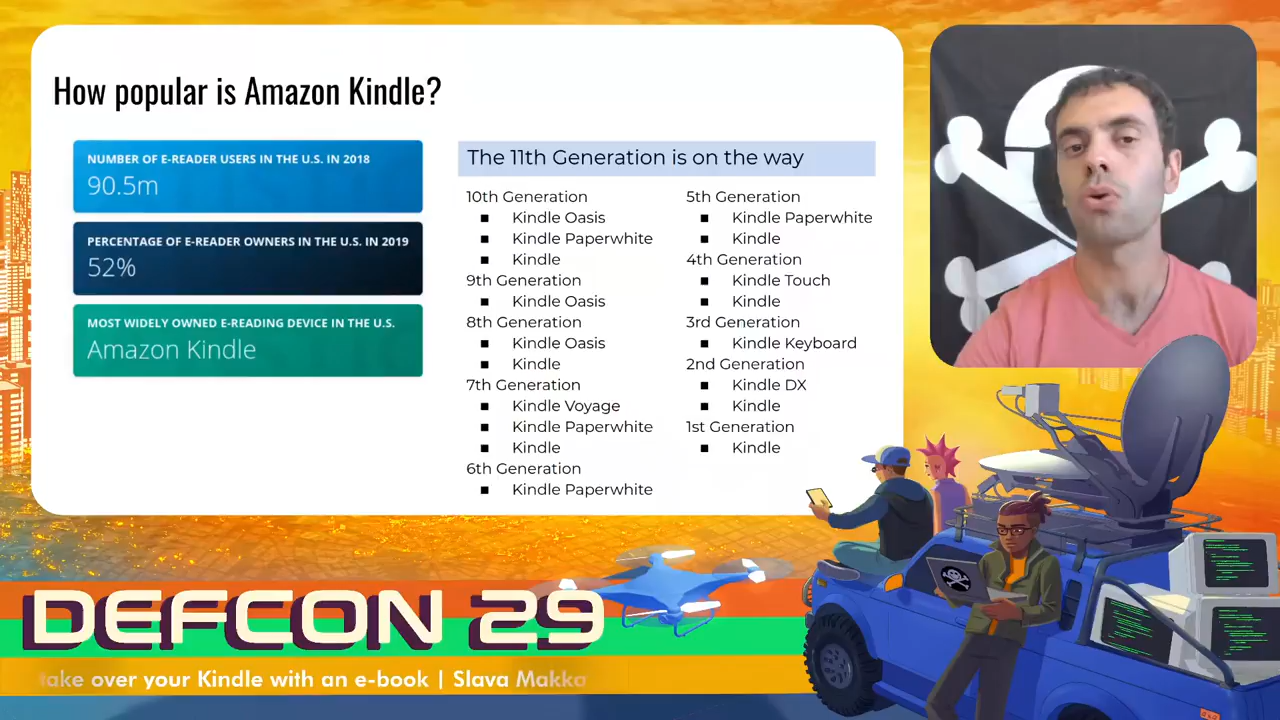 How popular is Amazon Kindle?
NUMBER OF E-READER USERS IN THE U.S. IN 2018
90.5m
PERCENTAGE OF E-READER OWNERS IN THE U.S. IN 2019
52%
MOST WIDELY OWNED E-READING DEVICE IN THE U.S.
Amazon Kindle
The 11th Generation is on the way
10th Generation
■ Kindle Oasis
■ Kindle Paperwhite
■ Kindle
9th Generation
■ Kindle Oasis
8th Generation
■ Kindle Oasis
■ Kindle
7th Generation
■ Kindle Voyage
■ Kindle Paperwhite
■ Kindle
6th Generation
■ Kindle Paperwhite
5th Generation
■ Kindle Paperwhite
■ Kindle
4th Generation
■ Kindle Touch
■ Kindle
3rd Generation
■ Kindle Keyboard
2nd Generation
■ Kindle DX
■ Kindle
1st Generation
■ Kindle
DEFCON 29
take over your Kindle with an e-book | Slava Makka